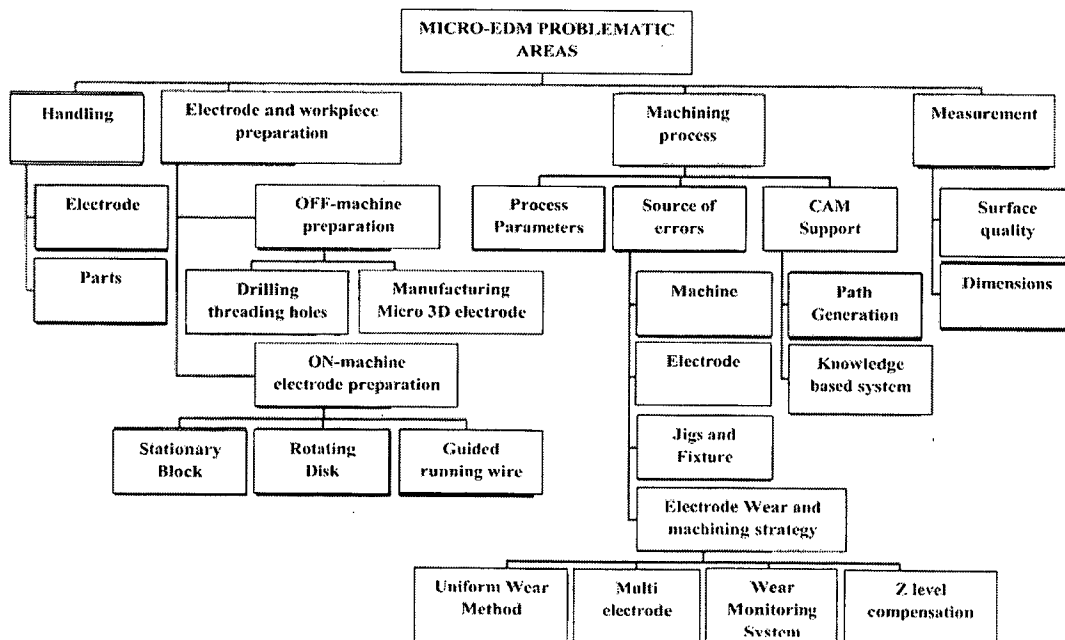 MICRO-EDM PROBLEMATIC
AREAS
Handling
Electrode and workpiece
preparation
Machining
process
Measurement
Electrode
Parts
OFF-machine
preparation
Drilling
threading holes
Manufacturing
Micro 3D electrode
ON-machine
electrode preparation
Stationary
Block
Rotating
Disk
Guided
running wire
Process
Parameters
Source of
errors
CAM
Support
Machine
Electrode
Jigs and
Fixture
Electrode Wear and
machining strategy
Path
Generation
Knowledge
based system
Surface
quality
Dimensions
Uniform Wear
Method
Multi
electrode
Wear
Monitoring
System
Z level
compensation